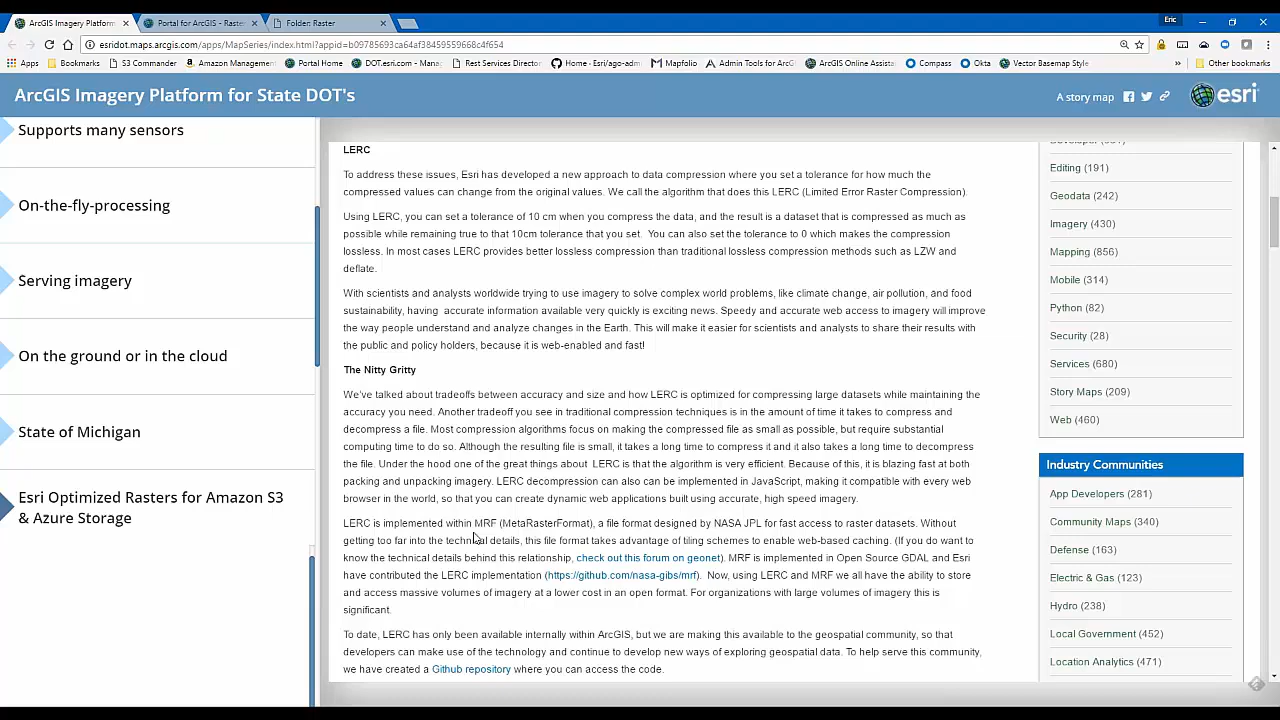 ArcGIS Imagery Platform
Portal for ArcGIS - Raster
Folder: Raster
Eric
esridot.maps.arcgis.com/apps/MapSeries/index.html?appid=b09785693ca64af38459559668c4f654
Apps
Bookmarks
S3 Commander
Amazon Management
Portal Home
DOT.esri.com - Mana
Rest Services Director
Home · Esri/ago-admi
Mapfolio
Admin Tools for ArcGI
ArcGIS Online Assista
Compass
Okta
Vector Basemap Style
»
Other bookmarks
ArcGIS Imagery Platform for State DOT's
A story map
esri
Supports many sensors
On-the-fly-processing
Serving imagery
On the ground or in the cloud
State of Michigan
Esri Optimized Rasters for Amazon S3
& Azure Storage
LERC
To address these issues, Esri has developed a new approach to data compression where you set a tolerance for how much the
compressed values can change from the original values. We call the algorithm that does this LERC (Limited Error Raster Compression).
Using LERC, you can set a tolerance of 10 cm when you compress the data, and the result is a dataset that is compressed as much as
possible while remaining true to that 10cm tolerance that you set. You can also set the tolerance to 0 which makes the compression
lossless. In most cases LERC provides better lossless compression than traditional lossless compression methods such as LZW and
deflate.
With scientists and analysts worldwide trying to use imagery to solve complex world problems, like climate change, air pollution, and food
sustainability, having accurate information available very quickly is exciting news. Speedy and accurate web access to imagery will improve
the way people understand and analyze changes in the Earth. This will make it easier for scientists and analysts to share their results with
the public and policy holders, because it is web-enabled and fast!
The Nitty Gritty
We've talked about tradeoffs between accuracy and size and how LERC is optimized for compressing large datasets while maintaining the
accuracy you need. Another tradeoff you see in traditional compression techniques is in the amount of time it takes to compress and
decompress a file. Most compression algorithms focus on making the compressed file as small as possible, but require substantial
computing time to do so. Although the resulting file is small, it takes a long time to compress it and it also takes a long time to decompress
the file. Under the hood one of the great things about LERC is that the algorithm is very efficient. Because of this, it is blazing fast at both
packing and unpacking imagery. LERC decompression can also can be implemented in JavaScript, making it compatible with every web
browser in the world, so that you can create dynamic web applications built using accurate, high speed imagery.
LERC is implemented within MRF (MetaRasterFormat), a file format designed by NASA JPL for fast access to raster datasets. Without
getting too far into the technical details, this file format takes advantage of tiling schemes to enable web-based caching. (If you do want to
know the technical details behind this relationship, check out this forum on geonet). MRF is implemented in Open Source GDAL and Esri
have contributed the LERC implementation (https://github.com/nasa-gibs/mrf). Now, using LERC and MRF we all have the ability to store
and access massive volumes of imagery at a lower cost in an open format. For organizations with large volumes of imagery this is
significant.
To date, LERC has only been available internally within ArcGIS, but we are making this available to the geospatial community, so that
developers can make use of the technology and continue to develop new ways of exploring geospatial data. To help serve this community,
we have created a Github repository where you can access the code.
Editing (191)
Geodata (242)
Imagery (430)
Mapping (856)
Mobile (314)
Python (82)
Security (28)
Services (680)
Story Maps (209)
Web (460)
Industry Communities
App Developers (281)
Community Maps (340)
Defense (163)
Electric & Gas (123)
Hydro (238)
Local Government (452)
Location Analytics (471)